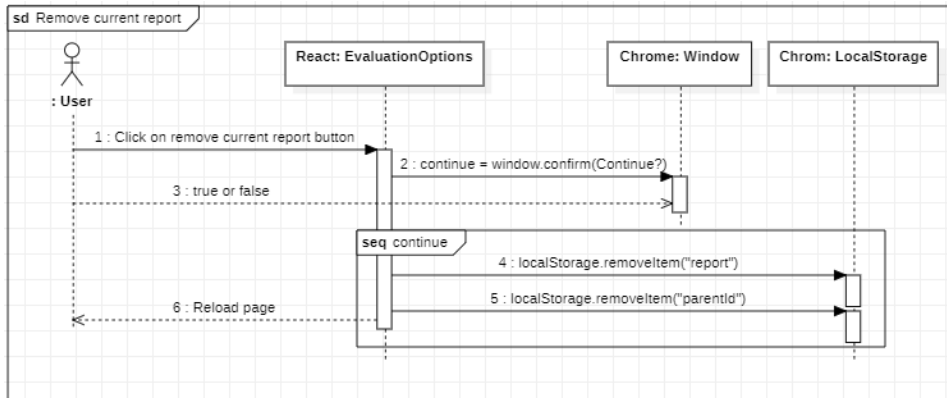 sd Remove current report
: User
React: EvaluationOptions
Chrome: Window
Chrom: LocalStorage
1 : Click on remove current report button
2 : continue = window.confirm(Continue?)
3 : true or false
seq continue
4 : localStorage.removeItem("report")
5 : localStorage.removeItem("parentId")
6 : Reload page